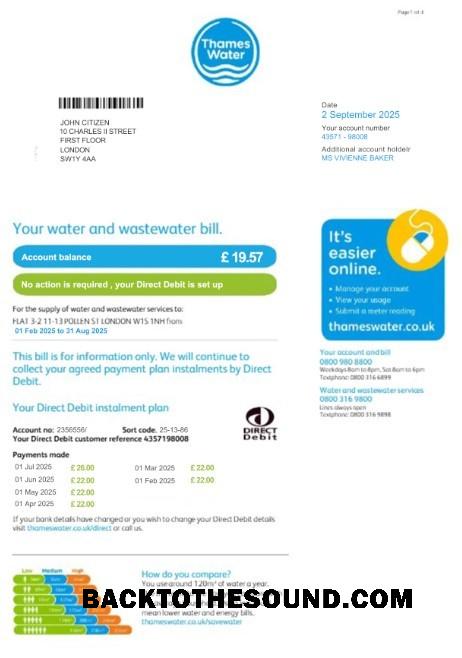 Page 1 of 4
Thames
Water
Date
2 September 2025
JOHN CITIZEN
10 CHARLES II STREET
FIRST FLOOR
LONDON
SW1Y 4AA
Your account number
43571 - 98008
Additional account holdelr
MS VIVIENNE BAKER
Your water and wastewater bill.
Account balance £ 19.57
No action is required , your Direct Debit is set up
For the supply of water and wastewater services to:
FLAT 3-2 11-13 POLLEN ST LONDON W1S 1NH from
01 Feb 2025 to 31 Aug 2025
It's
easier
online.
• Manage your account
• View your usage
• Submit a meter reading
thameswater.co.uk
This bill is for information only. We will continue to
collect your agreed payment plan instalments by Direct
Debit.
Your account and bill
0800 980 8800
Weekdays 8am to 8pm, Sat 8am to 6pm
Textphone 0800 316 6899
Water and wastewater services
0800 316 9800
Lines always open
Textphone 0800 316 9898
Your Direct Debit instalment plan
DIRECT
Debit
Account no: 2356556/ Sort code. 25-13-86
Your Direct Debit customer reference 4357198008
Payments made
01 Jul 2025 £ 26.00 01 Mar 2025 £ 22.00
01 Jun 2025 £ 22.00 01 Feb 2025 £ 22.00
01 May 2025 £ 22.00
01 Apr 2025 £ 22.00
If your bank details have changed or you wish to change your Direct Debit details
visit thameswater.co.uk/direct or call us.
Low Medium High
How do you compare?
You use around 120m³ of water a year.
BACKTOTHESOUND.COM
mean lower water and energy bills.
thameswater.co.uk/savewater